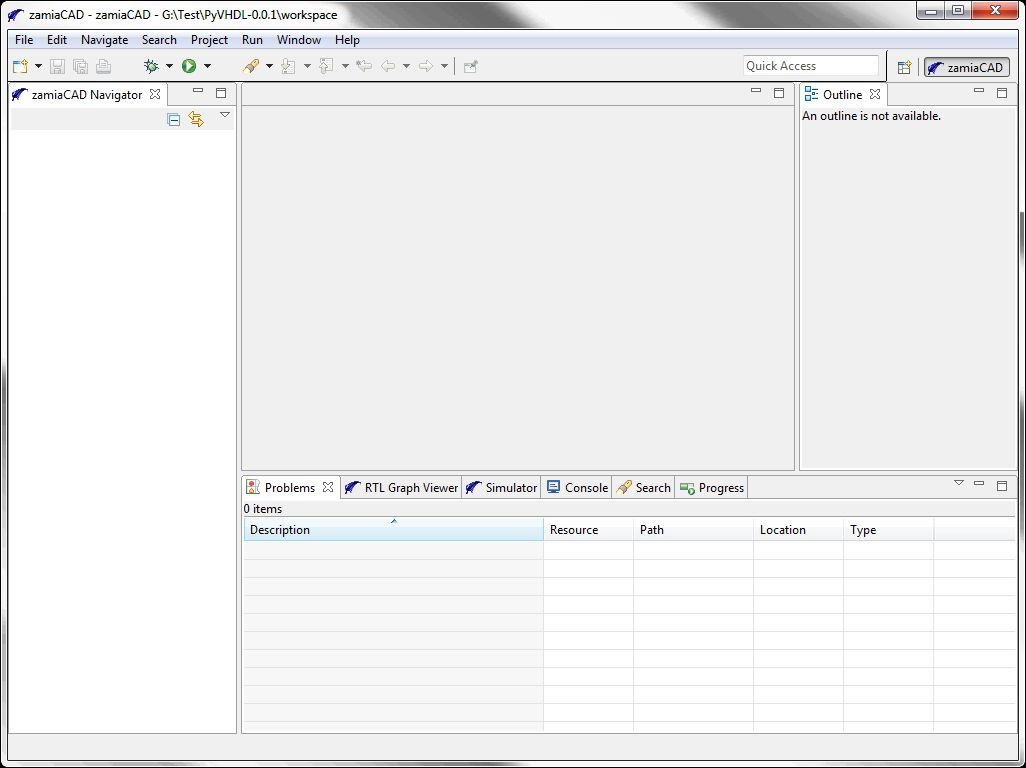 zamiaCAD - zamiaCAD - G:\Test\PyVHDL-0.0.1\workspace
File Edit Navigate Search Project Run Window Help
Quick Access zamiaCAD
zamiaCAD Navigator
Outline
An outline is not available.
Problems RTL Graph Viewer Simulator Console Search Progress
0 items
Description Resource Path Location Type